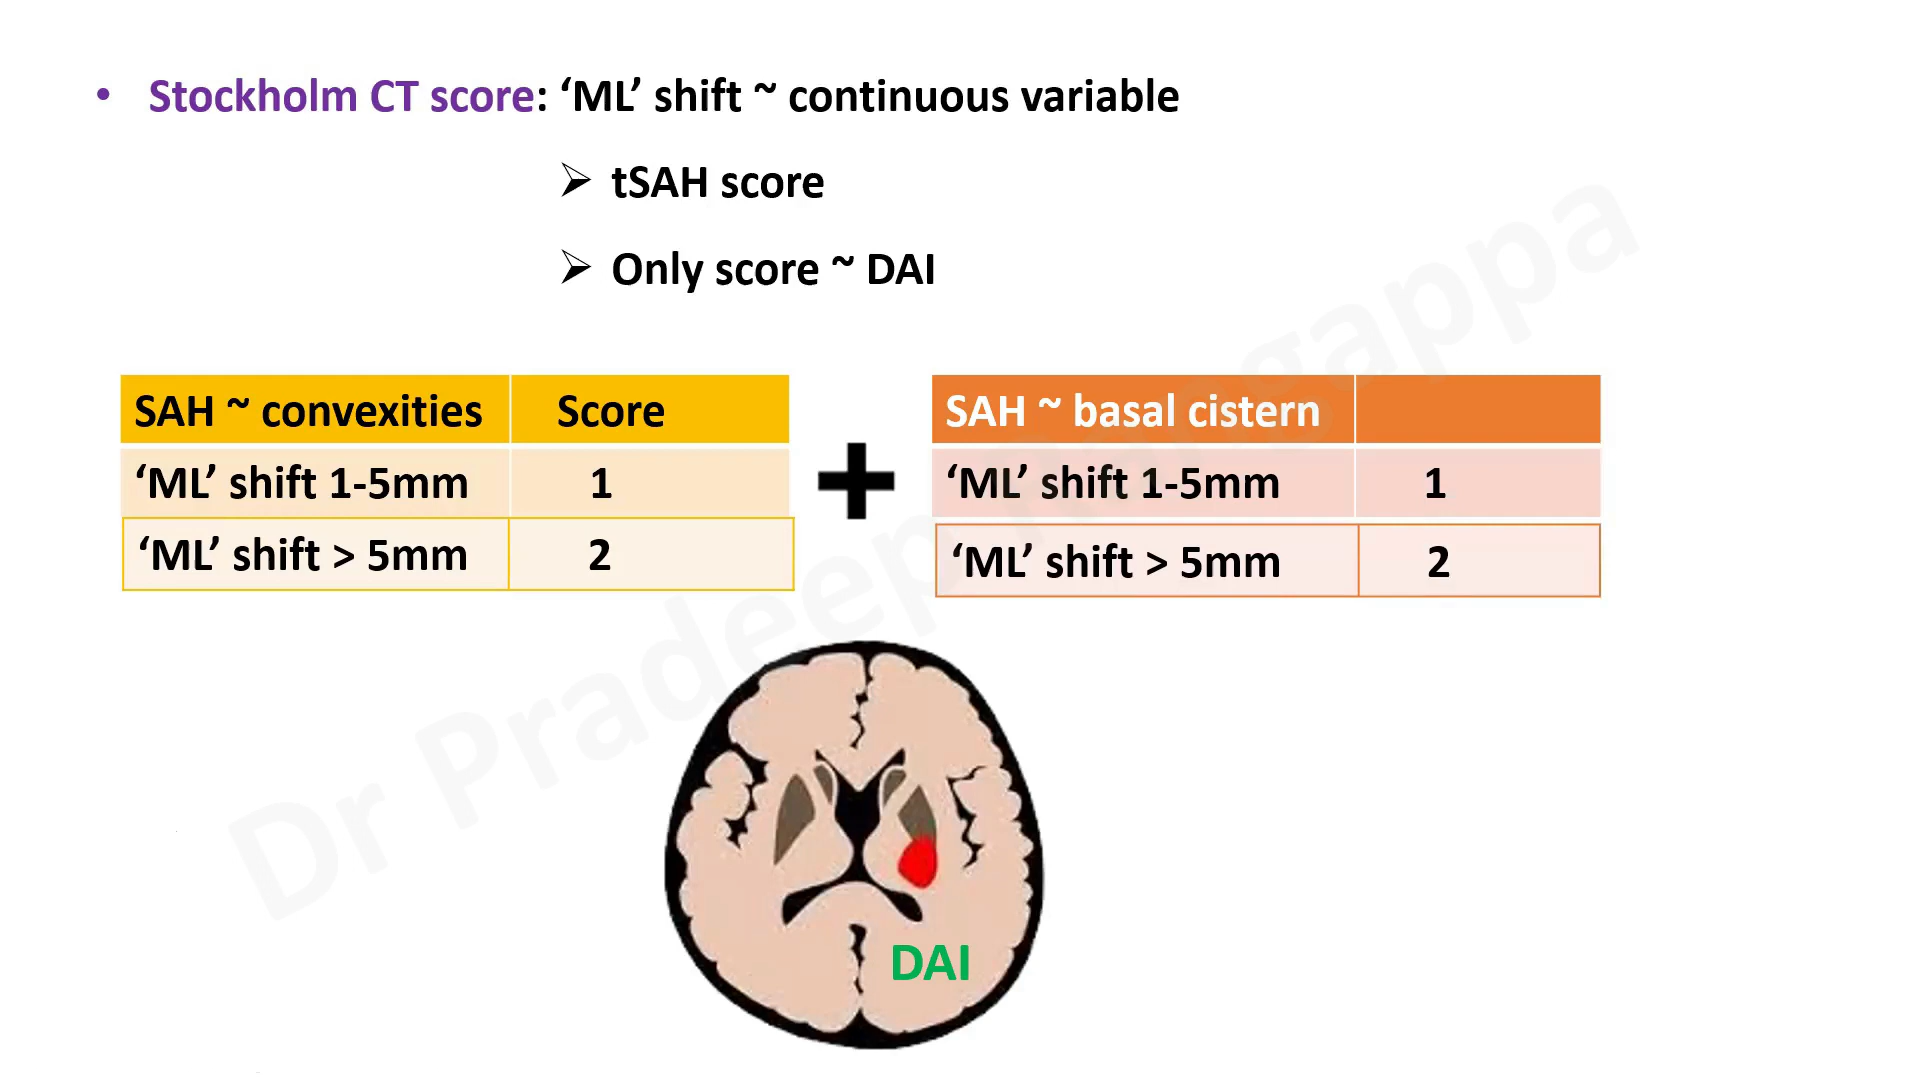 • Stockholm CT score: ‘ML’ shift ~ continuous variable
➢ tSAH score
➢ Only score ~ DAI
SAH ~ convexities Score
‘ML’ shift 1-5mm 1
‘ML’ shift > 5mm 2
+
SAH ~ basal cistern
‘ML’ shift 1-5mm 1
‘ML’ shift > 5mm 2
DAI
Dr Pradeep Rangappa